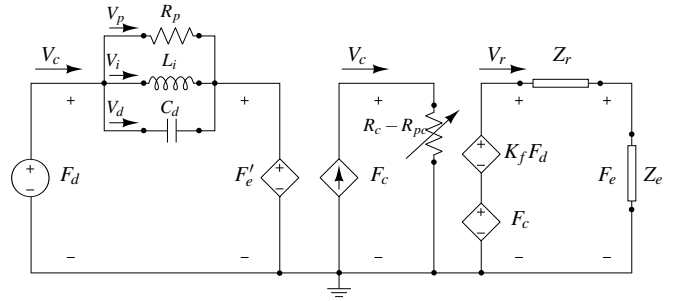 V_p R_p
V_c V_i L_i V_c V_r Z_r
V_d C_d
+ + + + +
R_c − R_pc
F_d F_e′ F_c K_f F_d F_e Z_e
F_c
− − − − −